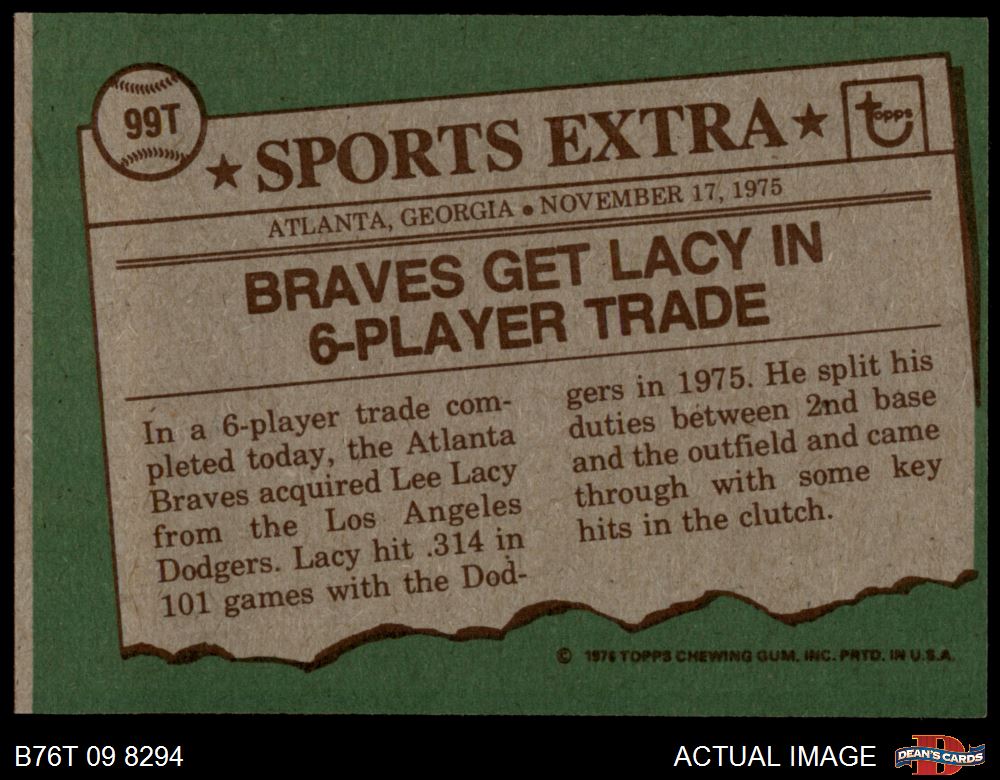 99T
★ SPORTS EXTRA ★
topps
ATLANTA, GEORGIA • NOVEMBER 17, 1975
BRAVES GET LACY IN
6-PLAYER TRADE
In a 6-player trade com-
pleted today, the Atlanta
Braves acquired Lee Lacy
from the Los Angeles
Dodgers. Lacy hit .314 in
101 games with the Dod-
gers in 1975. He split his
duties between 2nd base
and the outfield and came
through with some key
hits in the clutch.
© 1976 TOPPS CHEWING GUM, INC. PRTD. IN U.S.A.
B76T 09 8294
ACTUAL IMAGE
DEAN'S CARDS